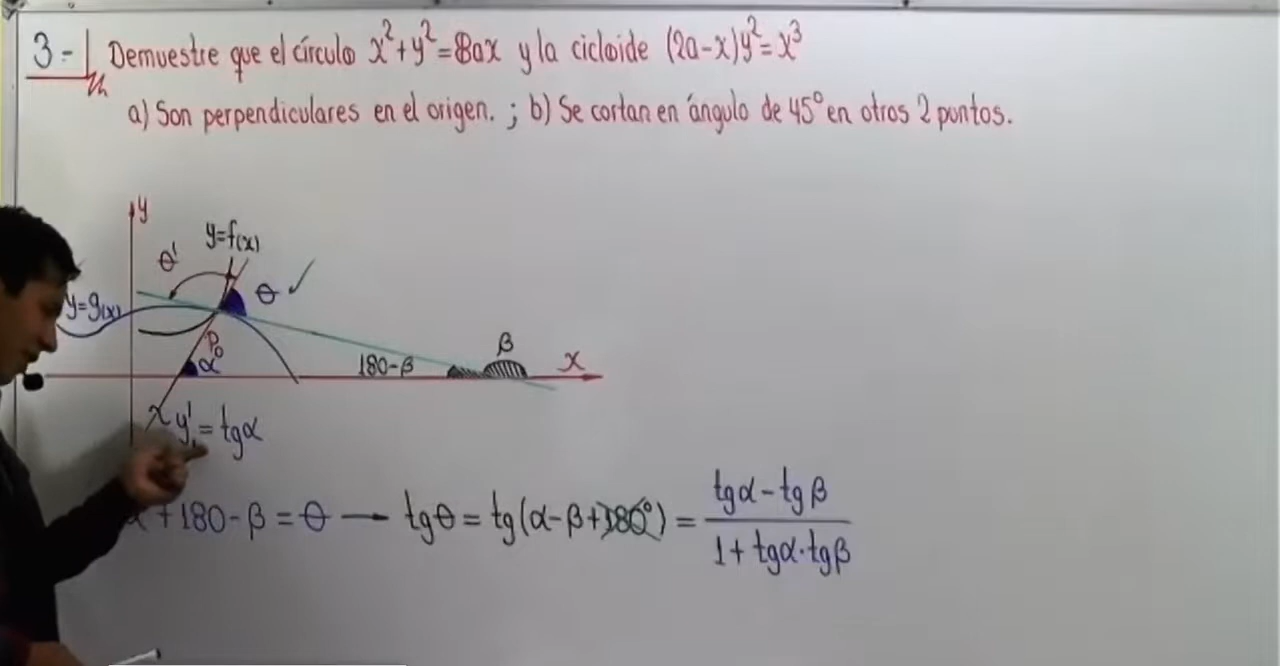 3-| Demuestre que el círculo x²+y²=8ax y la cicloide (2a-x)y²=x³
a) Son perpendiculares en el origen. ; b) Se cortan en ángulo de 45° en otros 2 puntos.
y
y=f(x)
θ'
θ ✓
y=g(x)
P₀
α
180-β
β
x
y'₁=tgα
+180-β=θ — tgθ=tg(α-β+180°)= (tgα-tgβ)/(1+tgα·tgβ)